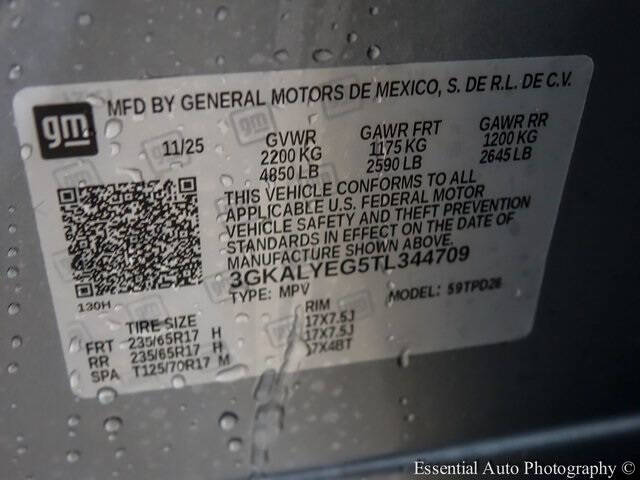 gm
MFD BY GENERAL MOTORS DE MEXICO, S. DE R.L. DE C.V.
11/25 GVWR GAWR FRT GAWR RR
2200 KG 1175 KG 1200 KG
4850 LB 2590 LB 2645 LB
THIS VEHICLE CONFORMS TO ALL
APPLICABLE U.S. FEDERAL MOTOR
VEHICLE SAFETY AND THEFT PREVENTION
STANDARDS IN EFFECT ON THE DATE OF
MANUFACTURE SHOWN ABOVE.
3GKALYEG5TL344709
TYPE: MPV MODEL: 59TPD26
130H
TIRE SIZE RIM
FRT 235/65R17 H 17X7.5J
RR 235/65R17 H 17X7.5J
SPA T125/70R17 M 17X4BT
Essential Auto Photography ©